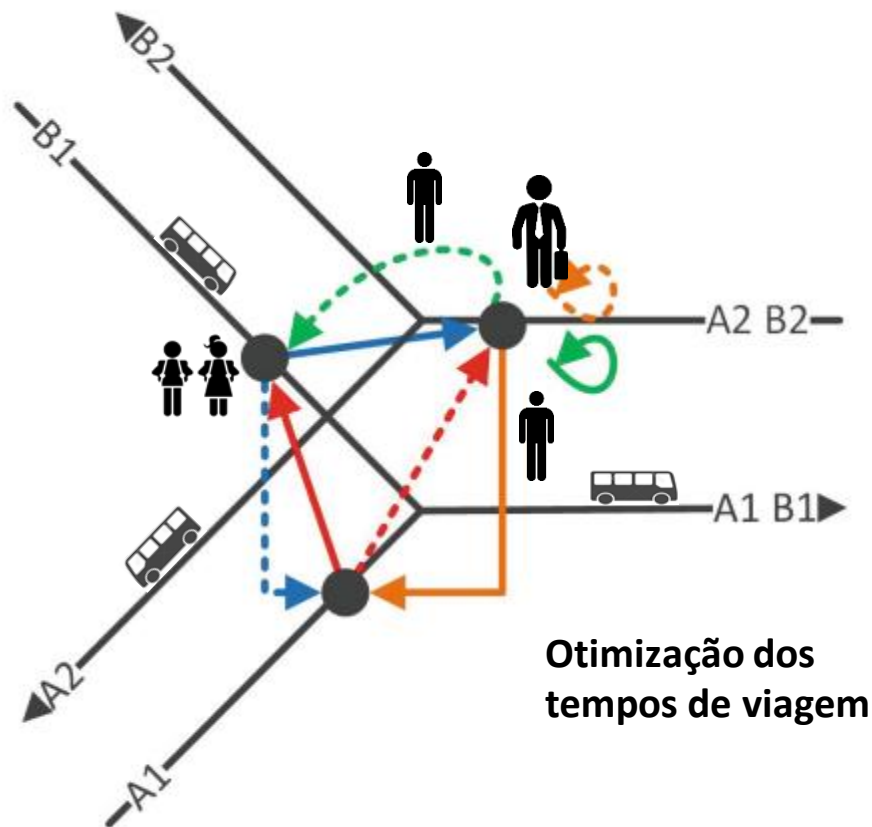 B2
B1
A2 B2
A1 B1
A2
A1
Otimização dos
tempos de viagem